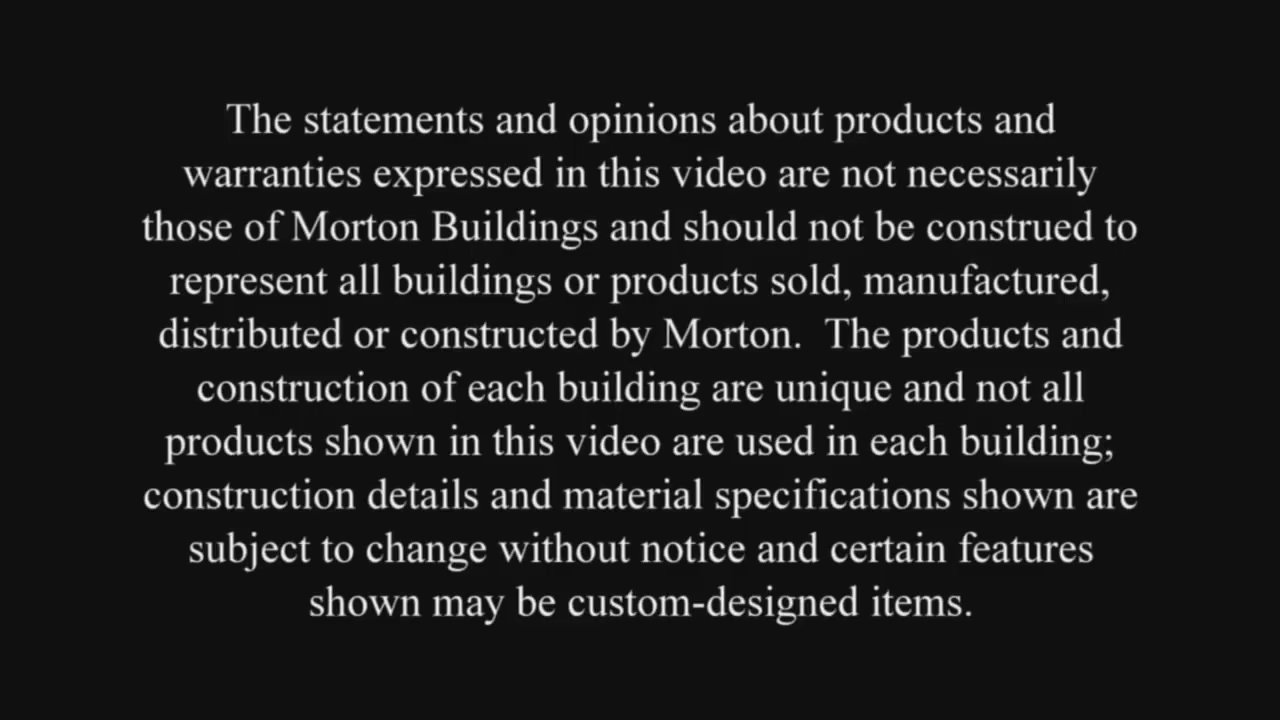 The statements and opinions about products and
warranties expressed in this video are not necessarily
those of Morton Buildings and should not be construed to
represent all buildings or products sold, manufactured,
distributed or constructed by Morton.  The products and
construction of each building are unique and not all
products shown in this video are used in each building;
construction details and material specifications shown are
subject to change without notice and certain features
shown may be custom-designed items.